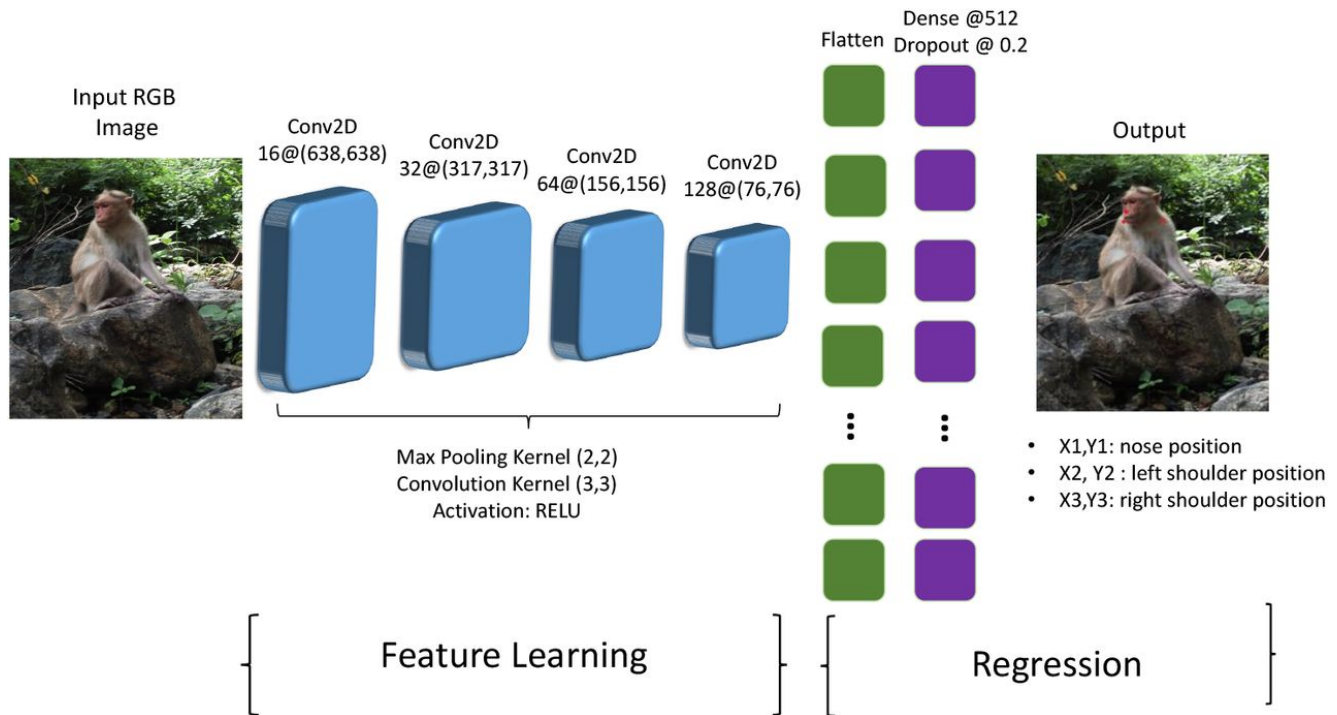 Input RGB
Image
Conv2D
16@(638,638)
Conv2D
32@(317,317)
Conv2D
64@(156,156)
Conv2D
128@(76,76)
Max Pooling Kernel (2,2)
Convolution Kernel (3,3)
Activation: RELU
Flatten
Dense @512
Dropout @ 0.2
Output
• X1,Y1: nose position
• X2, Y2 : left shoulder position
• X3,Y3: right shoulder position
Feature Learning
Regression